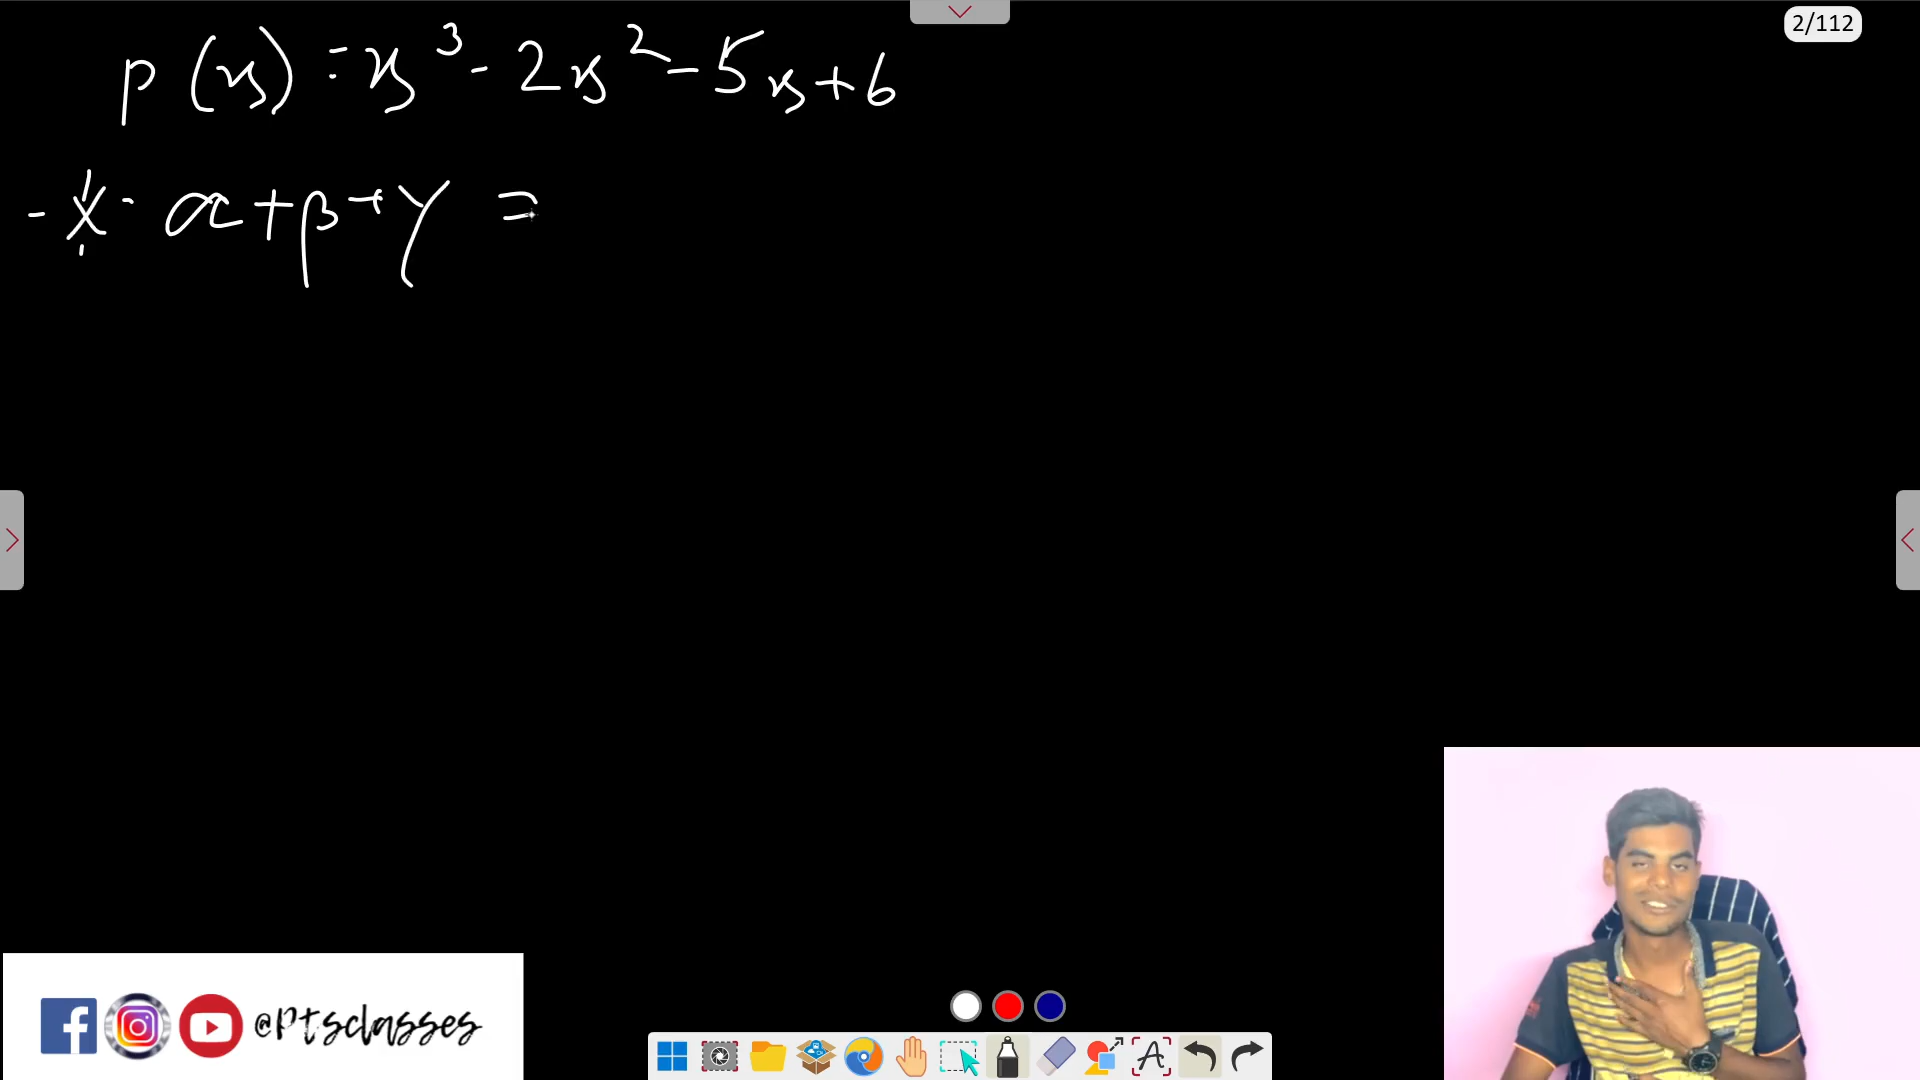 2/112
p(x) = x³ - 2x² - 5x + 6
-※- α + β + γ =
@Ptsclasses